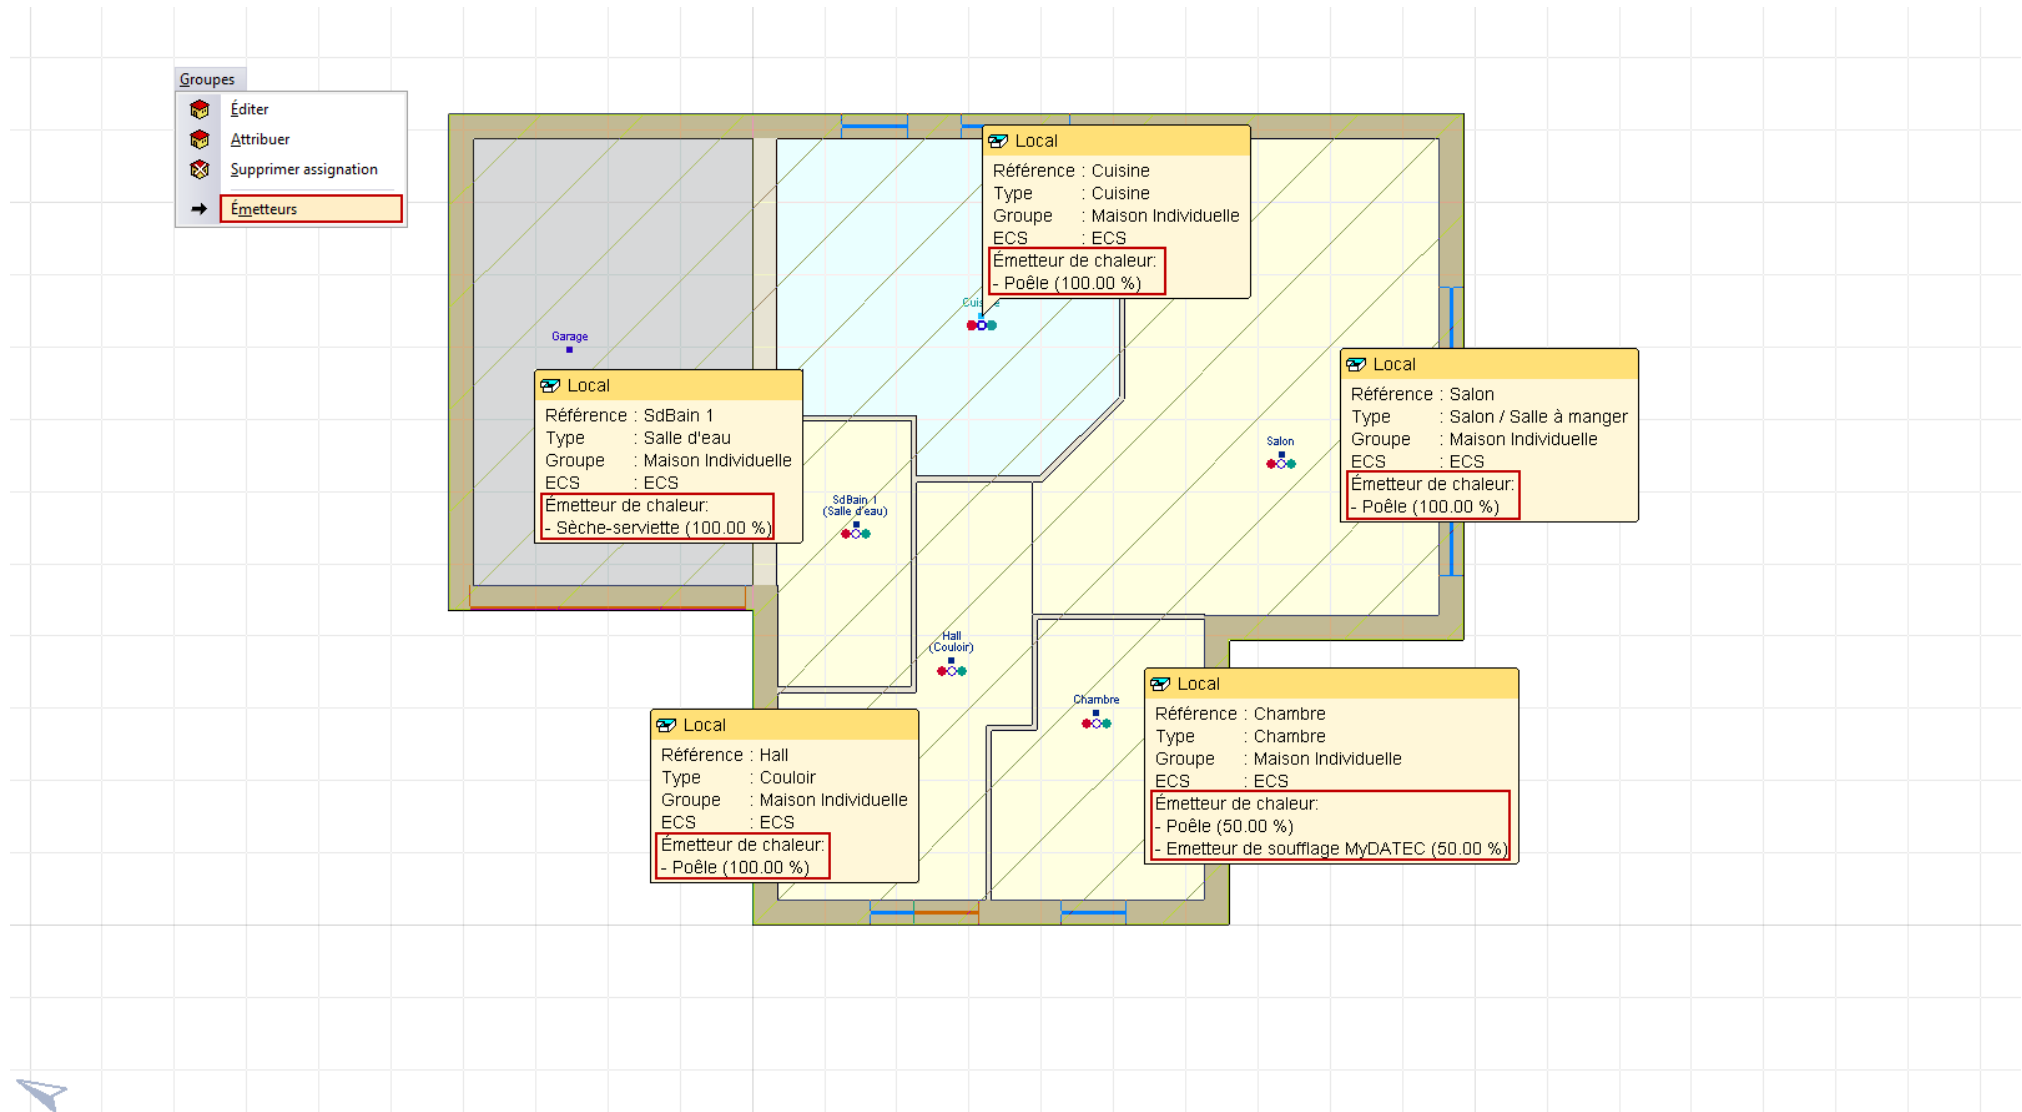 Groupes
Éditer
Attribuer
Supprimer assignation
Émetteurs
Local
Référence : Cuisine
Type : Cuisine
Groupe : Maison Individuelle
ECS : ECS
Émetteur de chaleur:
- Poêle (100.00 %)
Garage
Local
Référence : SdBain 1
Type : Salle d'eau
Groupe : Maison Individuelle
ECS : ECS
Émetteur de chaleur:
- Sèche-serviette (100.00 %)
Local
Référence : Salon
Type : Salon / Salle à manger
Groupe : Maison Individuelle
ECS : ECS
Émetteur de chaleur:
- Poêle (100.00 %)
Salon
SdBain 1
(Salle d'eau)
Hall
(Couloir)
Chambre
Local
Référence : Hall
Type : Couloir
Groupe : Maison Individuelle
ECS : ECS
Émetteur de chaleur:
- Poêle (100.00 %)
Local
Référence : Chambre
Type : Chambre
Groupe : Maison Individuelle
ECS : ECS
Émetteur de chaleur:
- Poêle (50.00 %)
- Emetteur de soufflage MyDATEC (50.00 %)